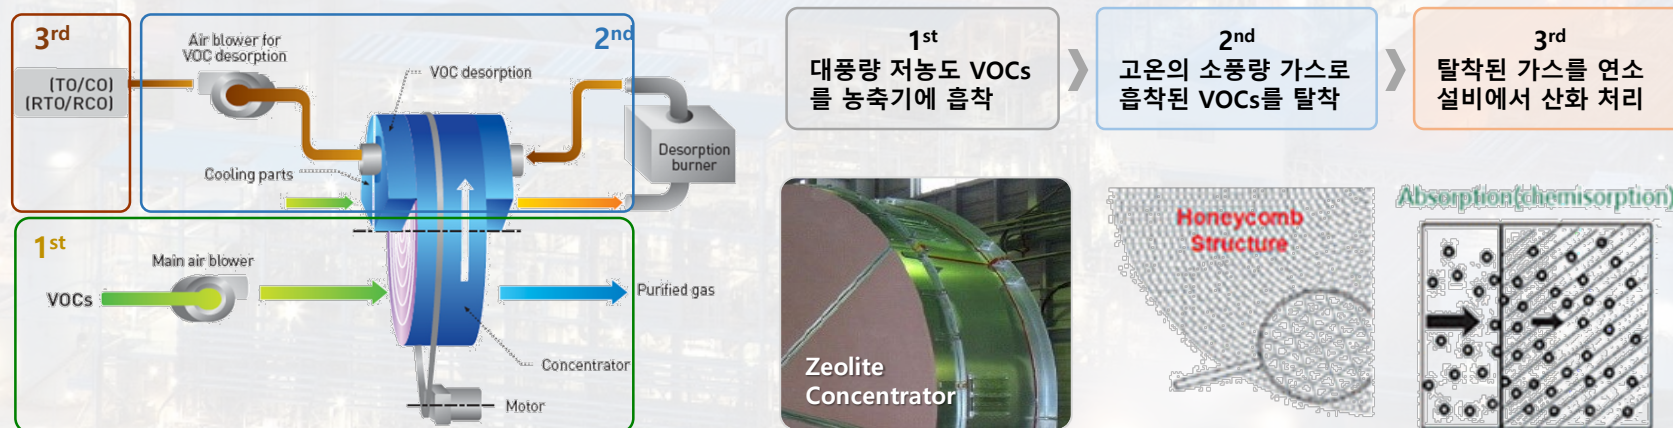 3rd
(TO/CO)
(RTO/RCO)
Air blower for
VOC desorption
2nd
VOC desorption
Cooling parts
Desorption
burner
1st
Main air blower
VOCs
Purified gas
Concentrator
Motor
1st
대풍량 저농도 VOCs
를 농축기에 흡착
2nd
고온의 소풍량 가스로
흡착된 VOCs를 탈착
3rd
탈착된 가스를 연소
설비에서 산화 처리
Zeolite
Concentrator
Honeycomb
Structure
Absorption(chemisorption)